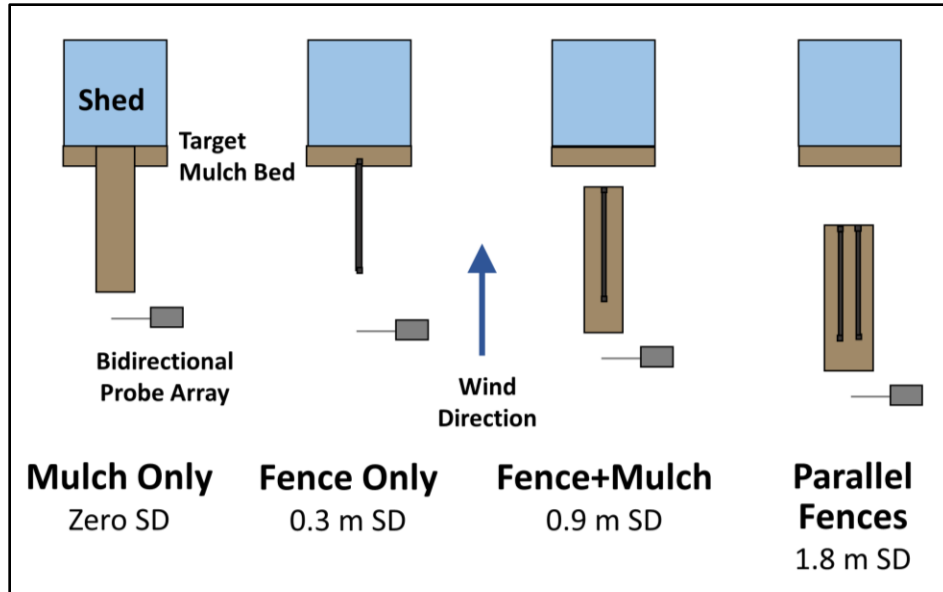 Shed
Target
Mulch Bed
Bidirectional
Probe Array
Wind
Direction
Mulch Only
Zero SD
Fence Only
0.3 m SD
Fence+Mulch
0.9 m SD
Parallel
Fences
1.8 m SD